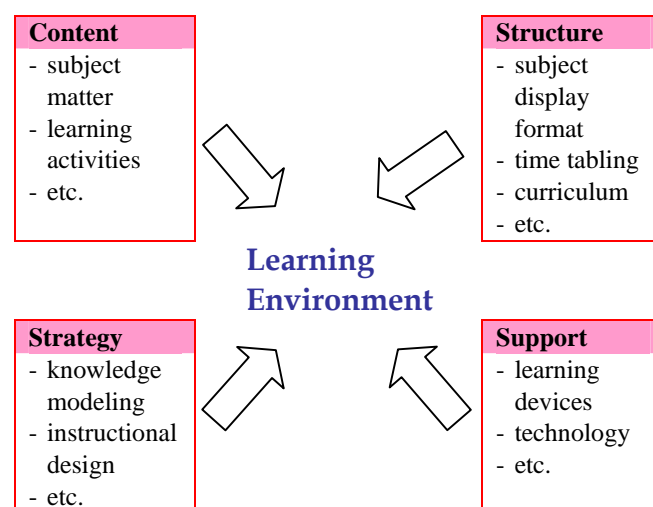 Content
- subject
matter
- learning
activities
- etc.
Structure
- subject
display
format
- time tabling
- curriculum
- etc.
Learning
Environment
Strategy
- knowledge
modeling
- instructional
design
- etc.
Support
- learning
devices
- technology
- etc.